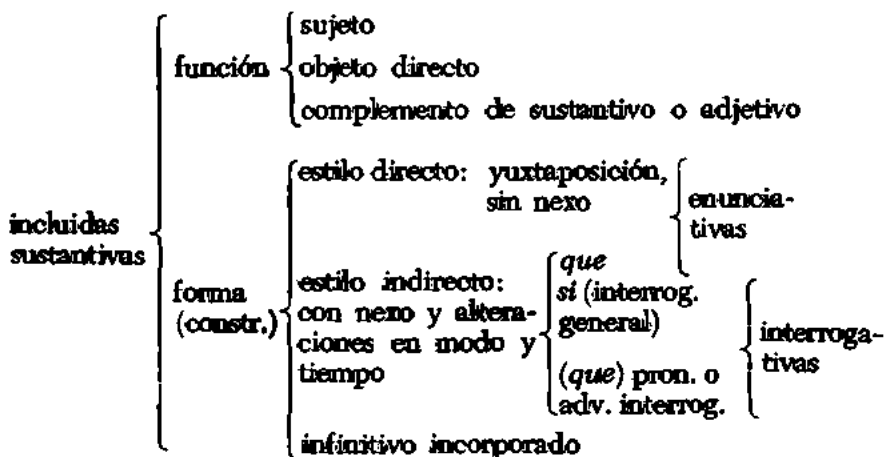 sujeto
función
objeto directo
complemento de sustantivo o adjetivo
incluidas
sustantivas
forma
(constr.)
estilo directo: yuxtaposición,
sin nexo
enuncia-
tivas
estilo indirecto:
con nexo y altera-
ciones en modo y
tiempo
que
si (interrog.
general)
(que) pron. o
adv. interrog.
interroga-
tivas
infinitivo incorporado